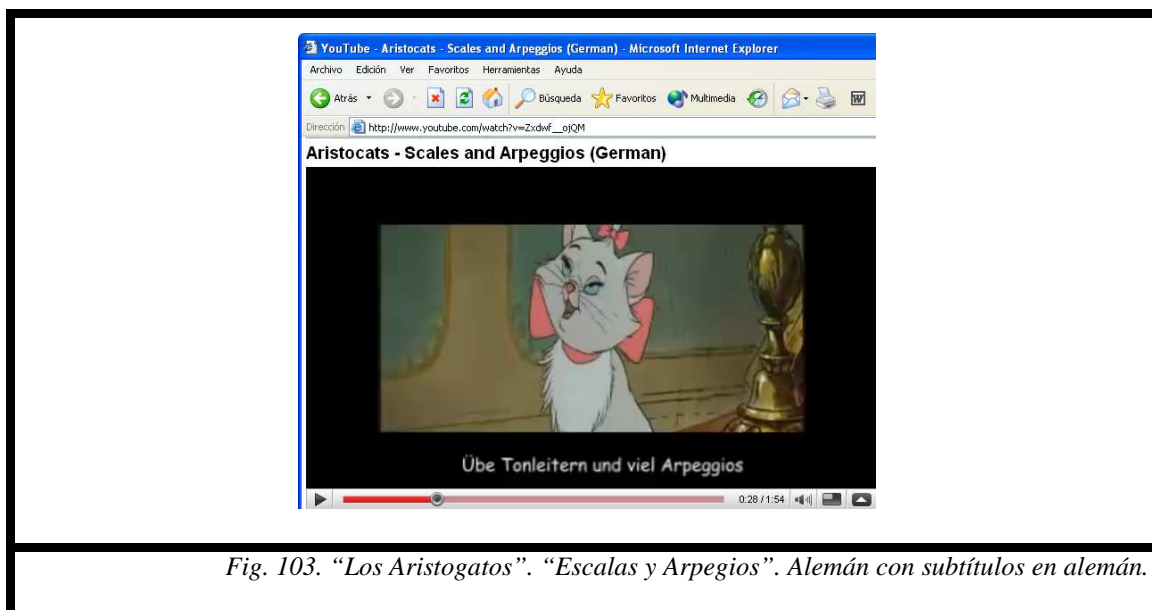 YouTube - Aristocats - Scales and Arpeggios (German) - Microsoft Internet Explorer
Archivo Edición Ver Favoritos Herramientas Ayuda
Atrás Búsqueda Favoritos Multimedia W
Dirección http://www.youtube.com/watch?v=Zxdwf__ojQM
Aristocats - Scales and Arpeggios (German)
Übe Tonleitern und viel Arpeggios
0:28 / 1:54
Fig. 103. “Los Aristogatos”. “Escalas y Arpegios”. Alemán con subtítulos en alemán.